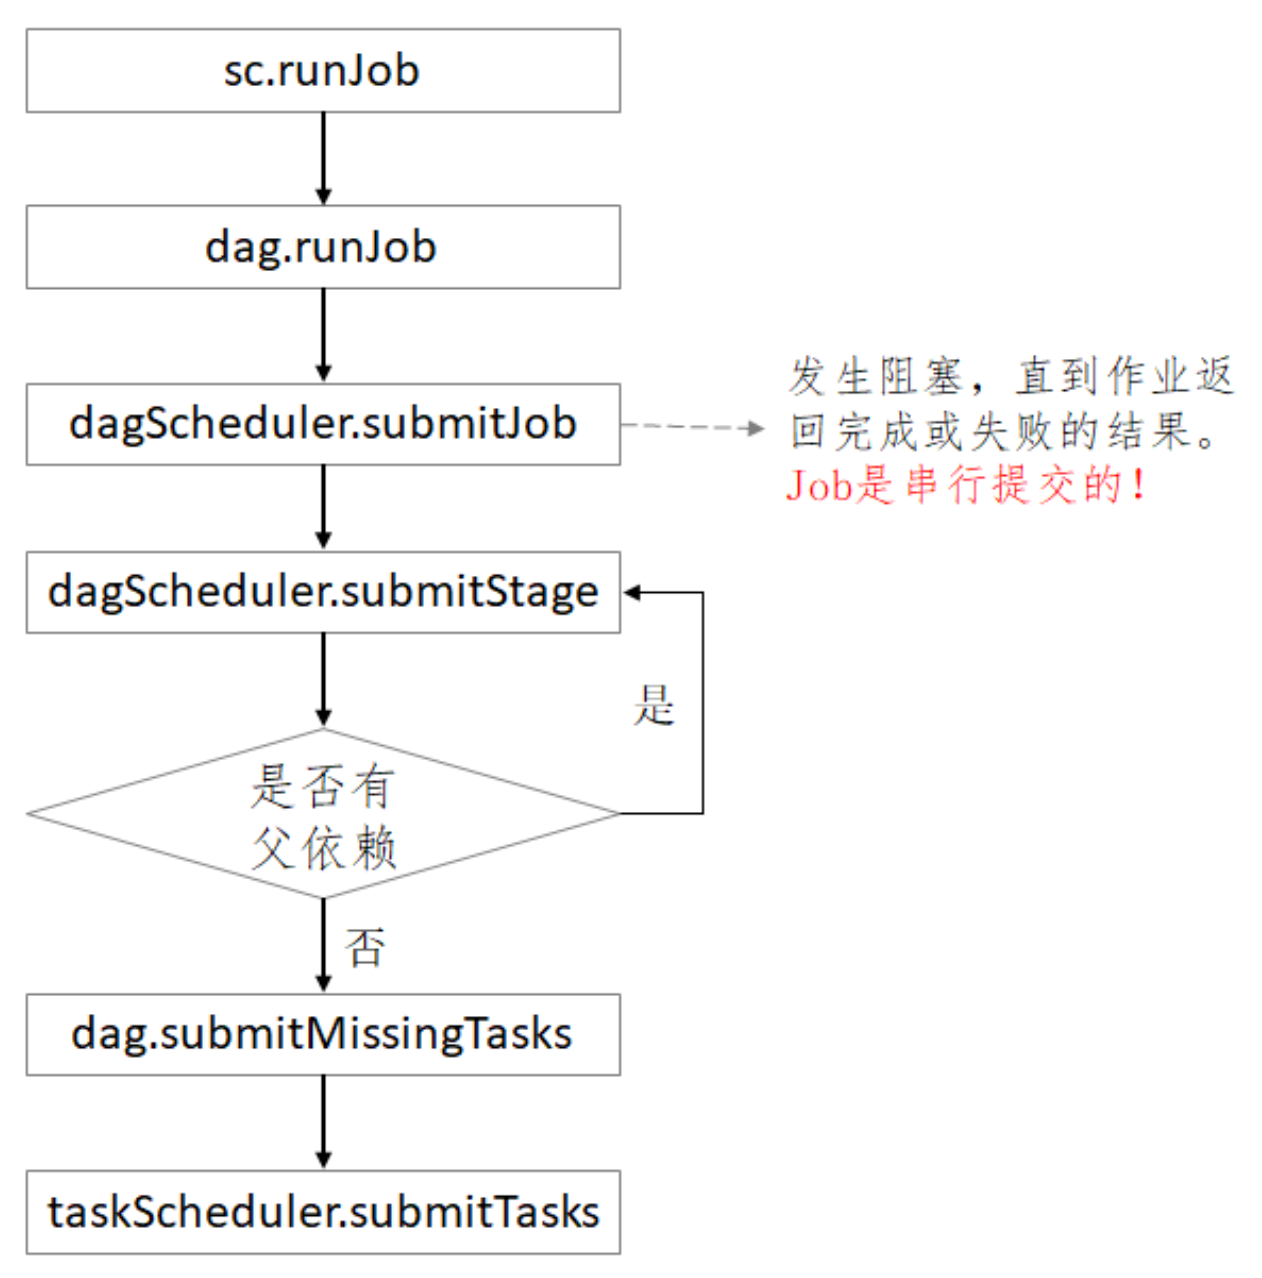 sc.runJob
dag.runJob
dagScheduler.submitJob
发生阻塞，直到作业返
回完成或失败的结果。
Job是串行提交的！
dagScheduler.submitStage
是
是否有
父依赖
否
dag.submitMissingTasks
taskScheduler.submitTasks